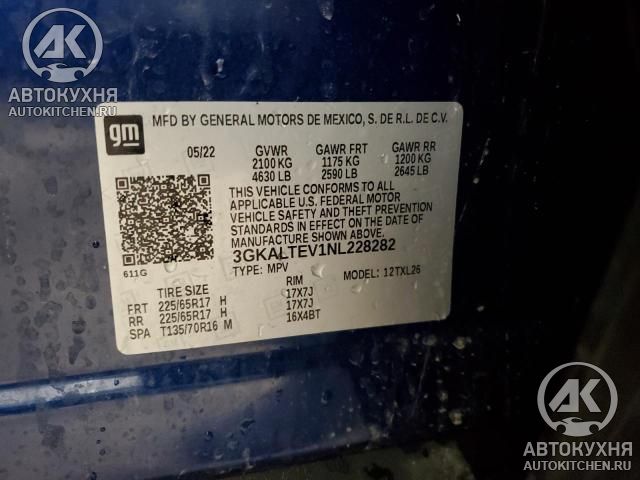 AK
АВТОКУХНЯ
AUTOKITCHEN.RU
gm
MFD BY GENERAL MOTORS DE MEXICO, S. DE R.L. DE C.V.
05/22 GVWR GAWR FRT GAWR RR
2100 KG 1175 KG 1200 KG
4630 LB 2590 LB 2645 LB
THIS VEHICLE CONFORMS TO ALL
APPLICABLE U.S. FEDERAL MOTOR
VEHICLE SAFETY AND THEFT PREVENTION
STANDARDS IN EFFECT ON THE DATE OF
MANUFACTURE SHOWN ABOVE.
3GKALTEV1NL228282
611G TYPE: MPV MODEL: 12TXL26
TIRE SIZE RIM
FRT 225/65R17 H 17X7J
RR 225/65R17 H 17X7J
SPA T135/70R16 M 16X4BT
AK
АВТОКУХНЯ
AUTOKITCHEN.RU